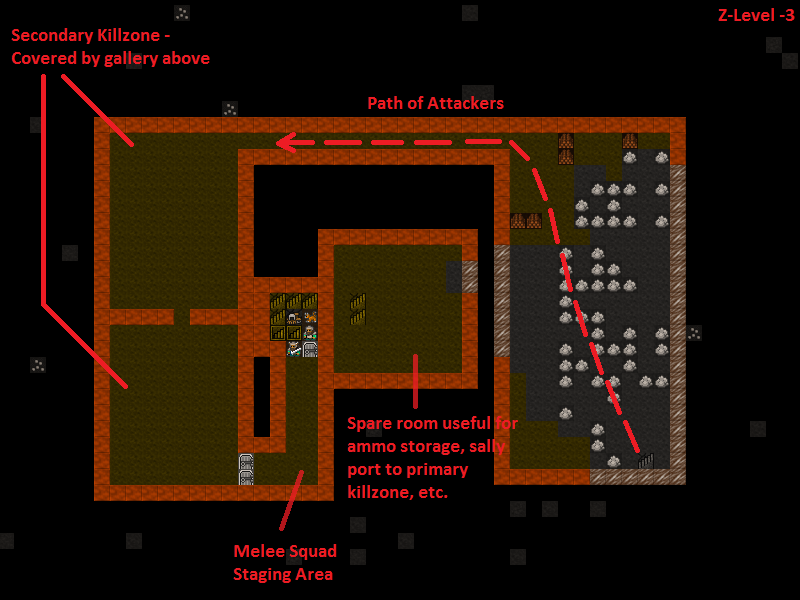 Z-Level -3
Secondary Killzone -
Covered by gallery above
Path of Attackers
Spare room useful for
ammo storage, sally
port to primary
killzone, etc.
Melee Squad
Staging Area